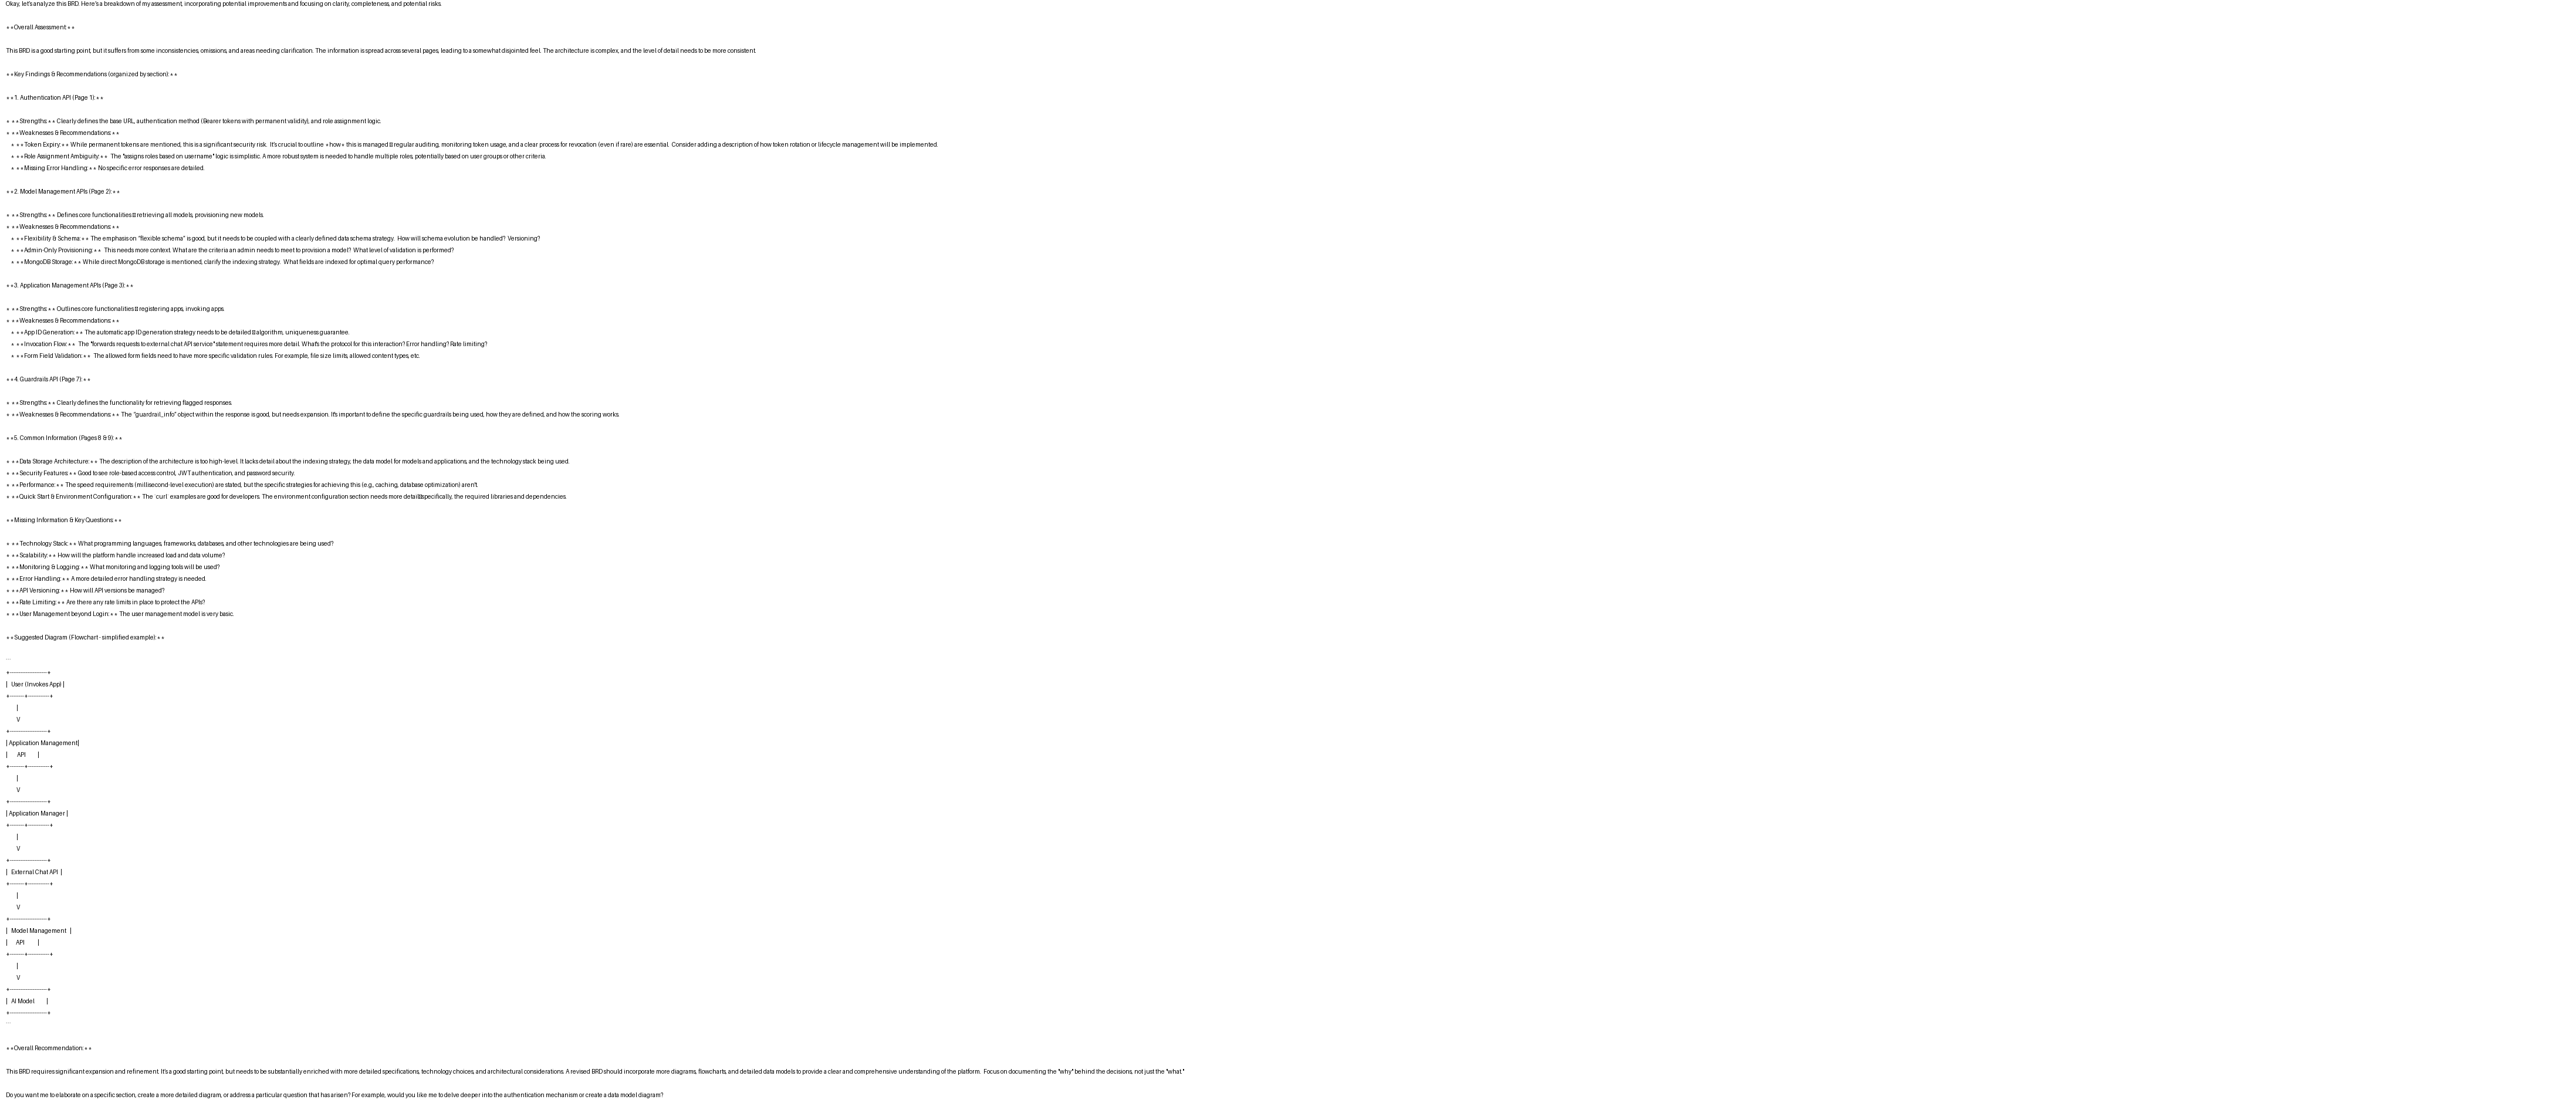 Okay, let's analyze this BRD. Here's a breakdown of my assessment, incorporating potential improvements and focusing on clarity, completeness, and potential risks.
**Overall Assessment:**
This BRD is a good starting point, but it suffers from some inconsistencies, omissions, and areas needing clarification. The information is spread across several pages, leading to a somewhat disjointed feel. The architecture is complex, and the level of detail needs to be more consistent.
**Key Findings & Recommendations (organized by section):**
**1. Authentication API (Page 1):**
* **Strengths:** Clearly defines the base URL, authentication method (Bearer tokens with permanent validity), and role assignment logic.
* **Weaknesses & Recommendations:**
* **Token Expiry:** While permanent tokens are mentioned, this is a significant security risk. It's crucial to outline *how* this is managed – regular auditing, monitoring token usage, and a clear process for revocation (even if rare) are essential. Consider adding a description of how token rotation or lifecycle management will be implemented.
* **Role Assignment Ambiguity:** The "assigns roles based on username" logic is simplistic. A more robust system is needed to handle multiple roles, potentially based on user groups or other criteria.
* **Missing Error Handling:** No specific error responses are detailed.
**2. Model Management APIs (Page 2):**
* **Strengths:** Defines core functionalities – retrieving all models, provisioning new models.
* **Weaknesses & Recommendations:**
* **Flexibility & Schema:** The emphasis on "flexible schema" is good, but it needs to be coupled with a clearly defined data schema strategy. How will schema evolution be handled? Versioning?
* **Admin-Only Provisioning:** This needs more context. What are the criteria an admin needs to meet to provision a model? What level of validation is performed?
* **MongoDB Storage:** While direct MongoDB storage is mentioned, clarify the indexing strategy. What fields are indexed for optimal query performance?
**3. Application Management APIs (Page 3):**
* **Strengths:** Outlines core functionalities – registering apps, invoking apps.
* **Weaknesses & Recommendations:**
* **App ID Generation:** The automatic app ID generation strategy needs to be detailed – algorithm, uniqueness guarantee.
* **Invocation Flow:** The "forwards requests to external chat API service" statement requires more detail. What's the protocol for this interaction? Error handling? Rate limiting?
* **Form Field Validation:** The allowed form fields need to have more specific validation rules. For example, file size limits, allowed content types, etc.
**4. Guardrails API (Page 7):**
* **Strengths:** Clearly defines the functionality for retrieving flagged responses.
* **Weaknesses & Recommendations:** The "guardrail_info" object within the response is good, but needs expansion. It's important to define the specific guardrails being used, how they are defined, and how the scoring works.
**5. Common Information (Pages 8 & 9):**
* **Data Storage Architecture:** The description of the architecture is too high-level. It lacks detail about the indexing strategy, the data model for models and applications, and the technology stack being used.
* **Security Features:** Good to see role-based access control, JWT authentication, and password security.
* **Performance:** The speed requirements (millisecond-level execution) are stated, but the specific strategies for achieving this (e.g., caching, database optimization) aren't.
* **Quick Start & Environment Configuration:** The `curl` examples are good for developers. The environment configuration section needs more detail–specifically, the required libraries and dependencies.
**Missing Information & Key Questions:**
* **Technology Stack:** What programming languages, frameworks, databases, and other technologies are being used?
* **Scalability:** How will the platform handle increased load and data volume?
* **Monitoring & Logging:** What monitoring and logging tools will be used?
* **Error Handling:** A more detailed error handling strategy is needed.
* **API Versioning:** How will API versions be managed?
* **Rate Limiting:** Are there any rate limits in place to protect the APIs?
* **User Management beyond Login:** The user management model is very basic.
**Suggested Diagram (Flowchart - simplified example):**
```
+---------------------+
| User (Invokes App) |
+--------+------------+
|
V
+---------------------+
| Application Management|
| API |
+--------+------------+
|
V
+---------------------+
| Application Manager |
+--------+------------+
|
V
+---------------------+
| External Chat API |
+--------+------------+
|
V
+---------------------+
| Model Management |
| API |
+--------+------------+
|
V
+---------------------+
| AI Model |
+---------------------+
```
**Overall Recommendation:**
This BRD requires significant expansion and refinement. It's a good starting point, but needs to be substantially enriched with more detailed specifications, technology choices, and architectural considerations. A revised BRD should incorporate more diagrams, flowcharts, and detailed data models to provide a clear and comprehensive understanding of the platform. Focus on documenting the "why" behind the decisions, not just the "what."
Do you want me to elaborate on a specific section, create a more detailed diagram, or address a particular question that has arisen? For example, would you like me to delve deeper into the authentication mechanism or create a data model diagram?